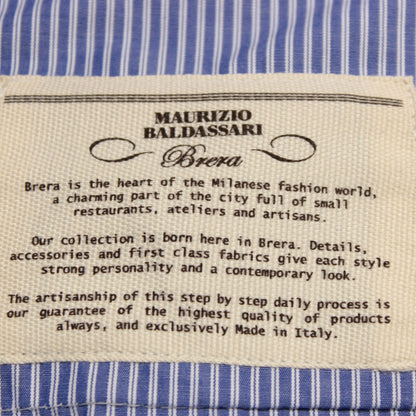 MAURIZIO
BALDASSARI
Brera
Brera is the heart of the Milanese fashion world,
a charming part of the city full of small
restaurants, ateliers and artisans.
Our collection is born here in Brera. Details,
accessories and first class fabrics give each style
strong personality and a contemporary look.
The artisanship of this step by step daily process is
our guarantee of the highest quality of products
always, and exclusively Made in Italy.